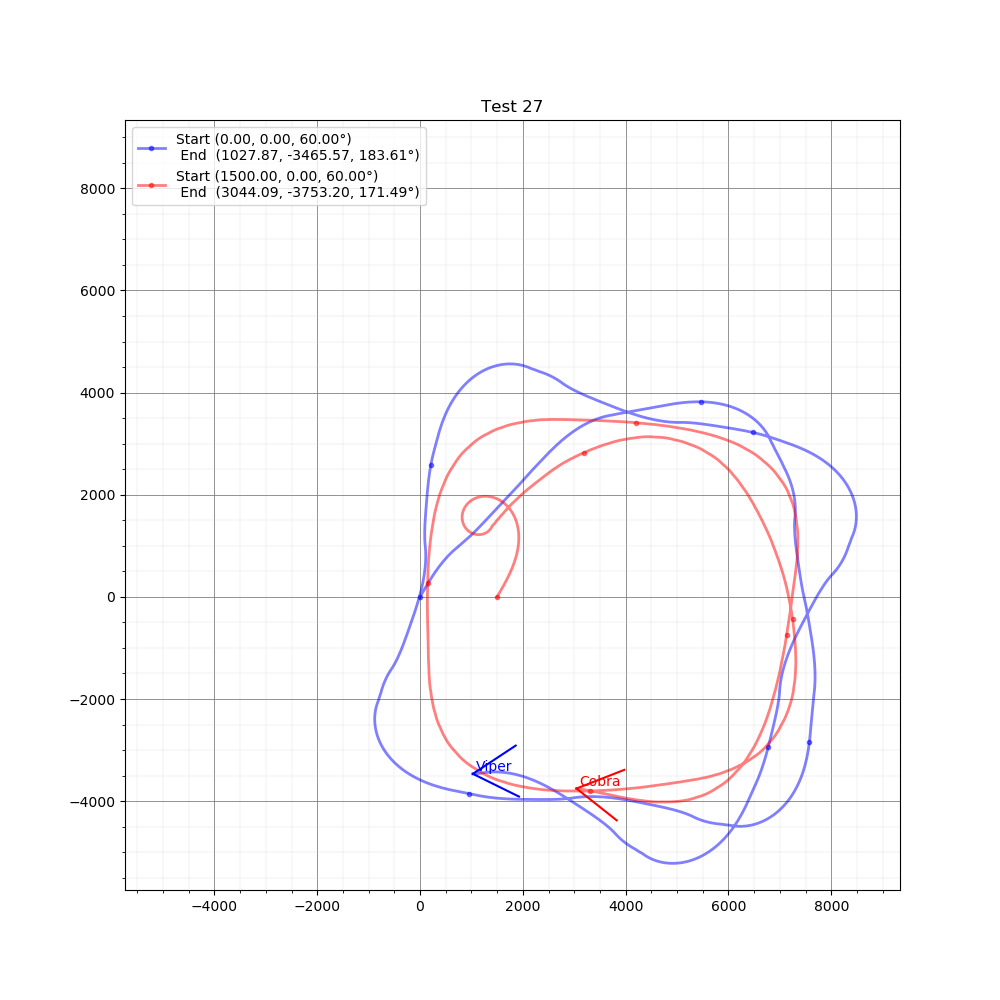 Test 27
Start (0.00, 0.00, 60.00°)
End (1027.87, -3465.57, 183.61°)
Start (1500.00, 0.00, 60.00°)
End (3044.09, -3753.20, 171.49°)
8000
6000
4000
2000
0
−2000
−4000
Viper
Cobra
−4000 −2000 0 2000 4000 6000 8000